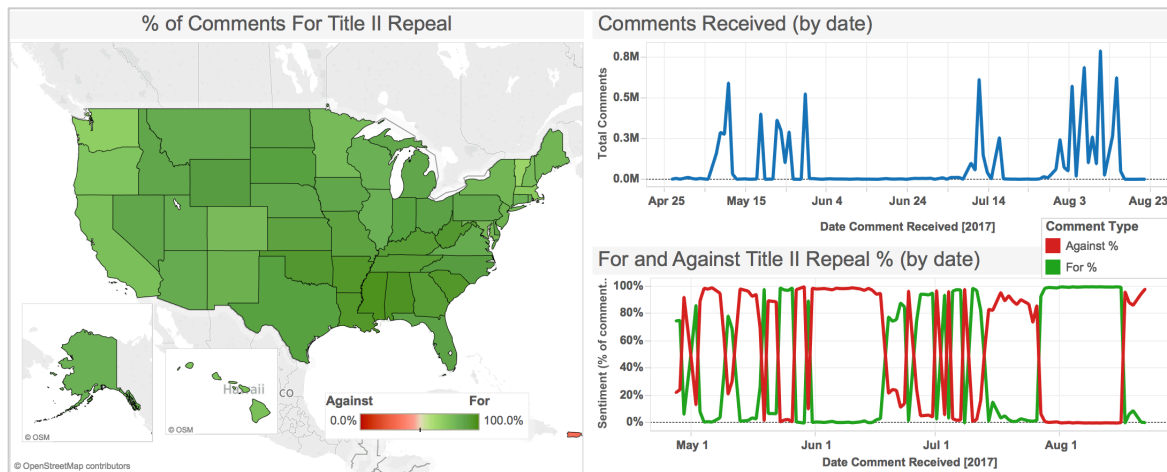 % of Comments For Title II Repeal
Hawaii
CO
Against For
0.0% 100.0%
© OSM
© OSM
© OpenStreetMap contributors
Comments Received (by date)
Total Comments
0.8M
0.5M
0.3M
0.0M
Apr 25 May 15 Jun 4 Jun 24 Jul 14 Aug 3 Aug 23
Date Comment Received [2017]
Comment Type
Against %
For %
For and Against Title II Repeal % (by date)
Sentiment (% of comment..
100%
80%
60%
40%
20%
0%
May 1 Jun 1 Jul 1 Aug 1
Date Comment Received [2017]